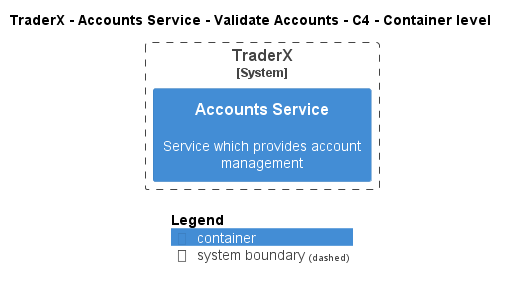 TraderX - Accounts Service - Validate Accounts - C4 - Container level
TraderX
[System]
Accounts Service
Service which provides account
management
Legend
container
system boundary (dashed)